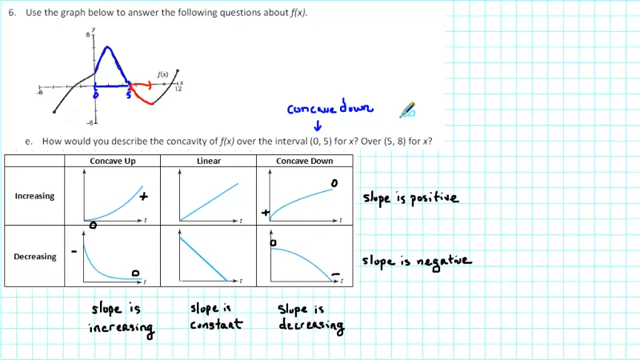 6. Use the graph below to answer the following questions about f(x).
y
8
f(x)
x
-8
0
5
12
-6
concave down
e. How would you describe the concavity of f(x) over the interval (0, 5) for x? Over (5, 8) for x?
Concave Up Linear Concave Down
Increasing
0 + t
t
+ 0 t
slope is positive
Decreasing
- 0 t
t
0 - t
slope is negative
slope is slope is slope is
increasing constant decreasing